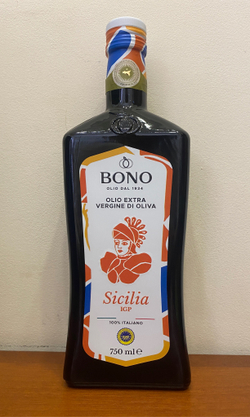 BONO
OLIO DAL 1934
OLIO EXTRA
VERGINE DI OLIVA
Sicilia
IGP
100% ITALIANO
750 ml ℮